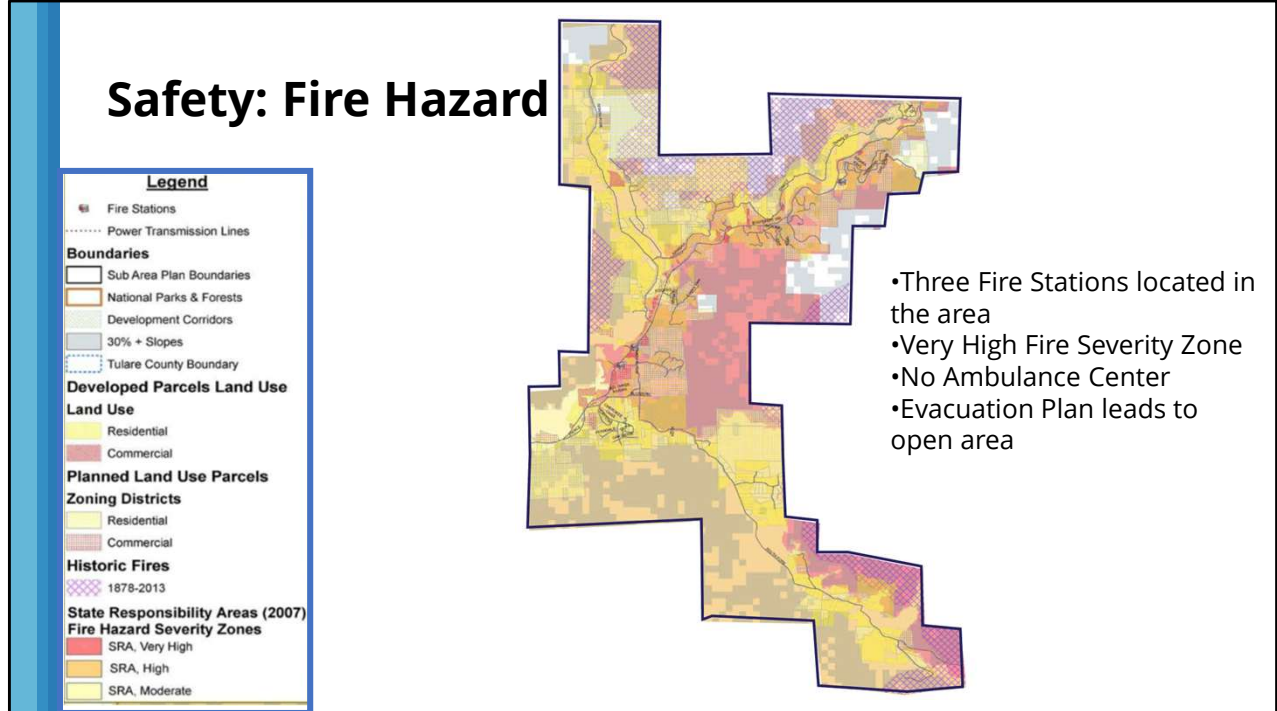 Safety: Fire Hazard
Legend
Fire Stations
Power Transmission Lines
Boundaries
Sub Area Plan Boundaries
National Parks & Forests
Development Corridors
30% + Slopes
Tulare County Boundary
Developed Parcels Land Use
Land Use
Residential
Commercial
Planned Land Use Parcels
Zoning Districts
Residential
Commercial
Historic Fires
1878-2013
State Responsibility Areas (2007)
Fire Hazard Severity Zones
SRA, Very High
SRA, High
SRA, Moderate
•Three Fire Stations located in
the area
•Very High Fire Severity Zone
•No Ambulance Center
•Evacuation Plan leads to
open area